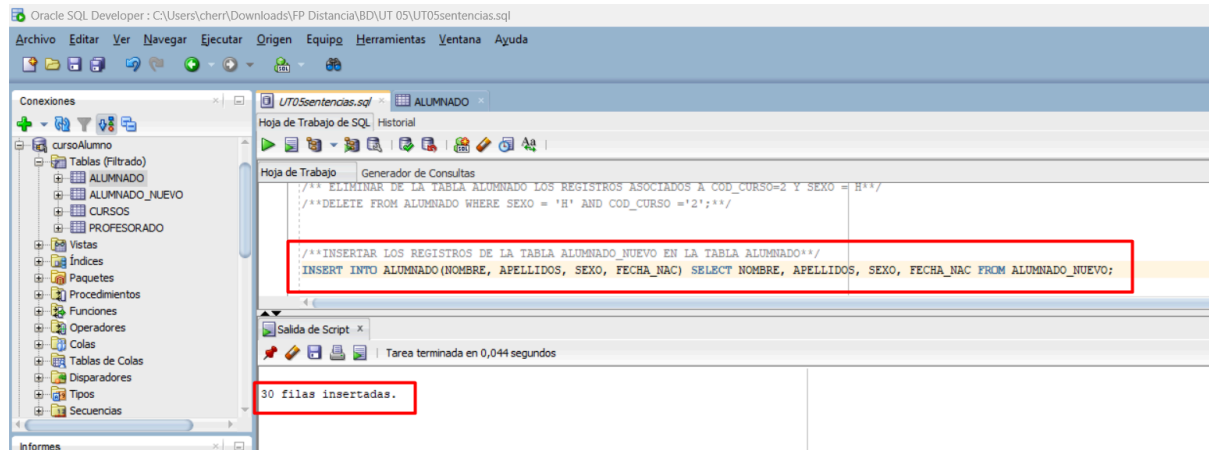 Oracle SQL Developer : C:\Users\cherr\Downloads\FP Distancia\BD\UT 05\UT05sentencias.sql
Archivo Editar Ver Navegar Ejecutar Origen Equipo Herramientas Ventana Ayuda
Conexiones
cursoAlumno
Tablas (Filtrado)
ALUMNADO
ALUMNADO_NUEVO
CURSOS
PROFESORADO
Vistas
Índices
Paquetes
Procedimientos
Funciones
Operadores
Colas
Tablas de Colas
Disparadores
Tipos
Secuencias
Informes
UT05sentencias.sql ALUMNADO
Hoja de Trabajo de SQL Historial
Hoja de Trabajo Generador de Consultas
/** ELIMINAR DE LA TABLA ALUMNADO LOS REGISTROS ASOCIADOS A COD_CURSO=2 Y SEXO = H**/
/**DELETE FROM ALUMNADO WHERE SEXO = 'H' AND COD_CURSO ='2';**/
/**INSERTAR LOS REGISTROS DE LA TABLA ALUMNADO_NUEVO EN LA TABLA ALUMNADO**/
INSERT INTO ALUMNADO(NOMBRE, APELLIDOS, SEXO, FECHA_NAC) SELECT NOMBRE, APELLIDOS, SEXO, FECHA_NAC FROM ALUMNADO_NUEVO;
Salida de Script
Tarea terminada en 0,044 segundos
30 filas insertadas.